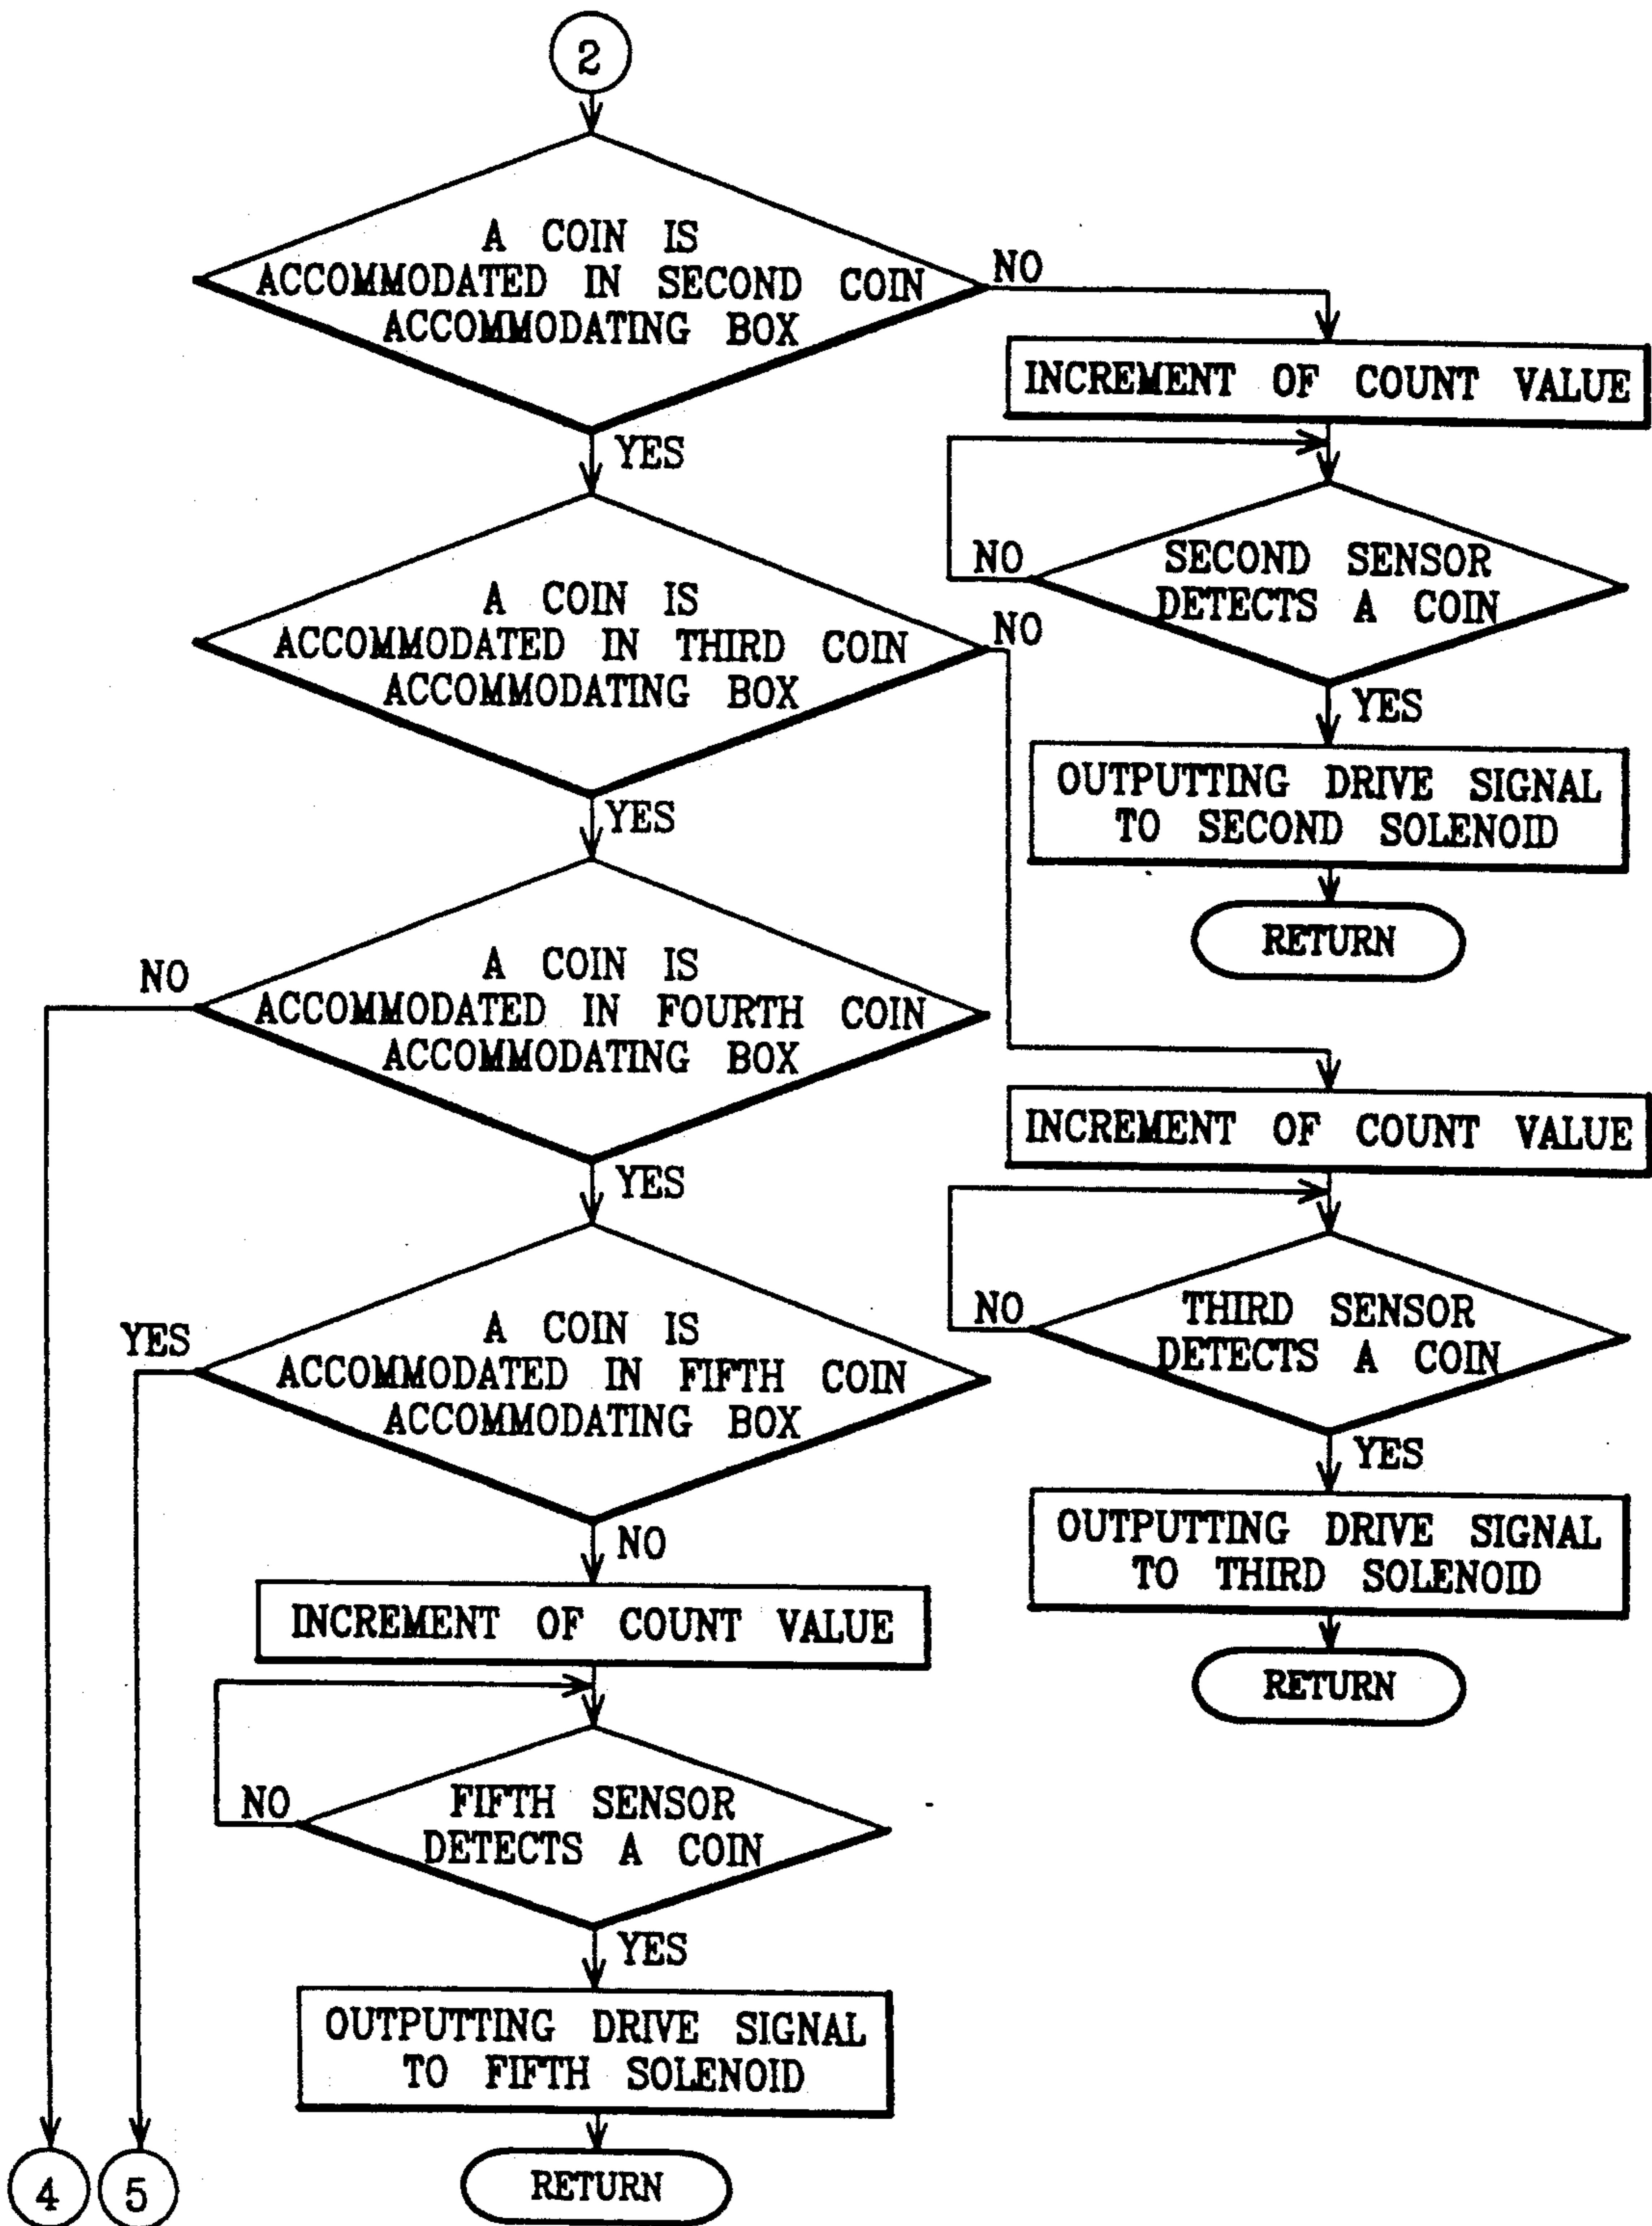 2
A COIN IS
ACCOMMODATED IN SECOND COIN
ACCOMMODATING BOX
NO
YES
INCREMENT OF COUNT VALUE
SECOND SENSOR
DETECTS A COIN
NO
YES
OUTPUTTING DRIVE SIGNAL
TO SECOND SOLENOID
RETURN
A COIN IS
ACCOMMODATED IN THIRD COIN
ACCOMMODATING BOX
NO
YES
INCREMENT OF COUNT VALUE
THIRD SENSOR
DETECTS A COIN
NO
YES
OUTPUTTING DRIVE SIGNAL
TO THIRD SOLENOID
RETURN
A COIN IS
ACCOMMODATED IN FOURTH COIN
ACCOMMODATING BOX
NO
YES
A COIN IS
ACCOMMODATED IN FIFTH COIN
ACCOMMODATING BOX
YES
NO
INCREMENT OF COUNT VALUE
FIFTH SENSOR
DETECTS A COIN
NO
YES
OUTPUTTING DRIVE SIGNAL
TO FIFTH SOLENOID
RETURN
4
5